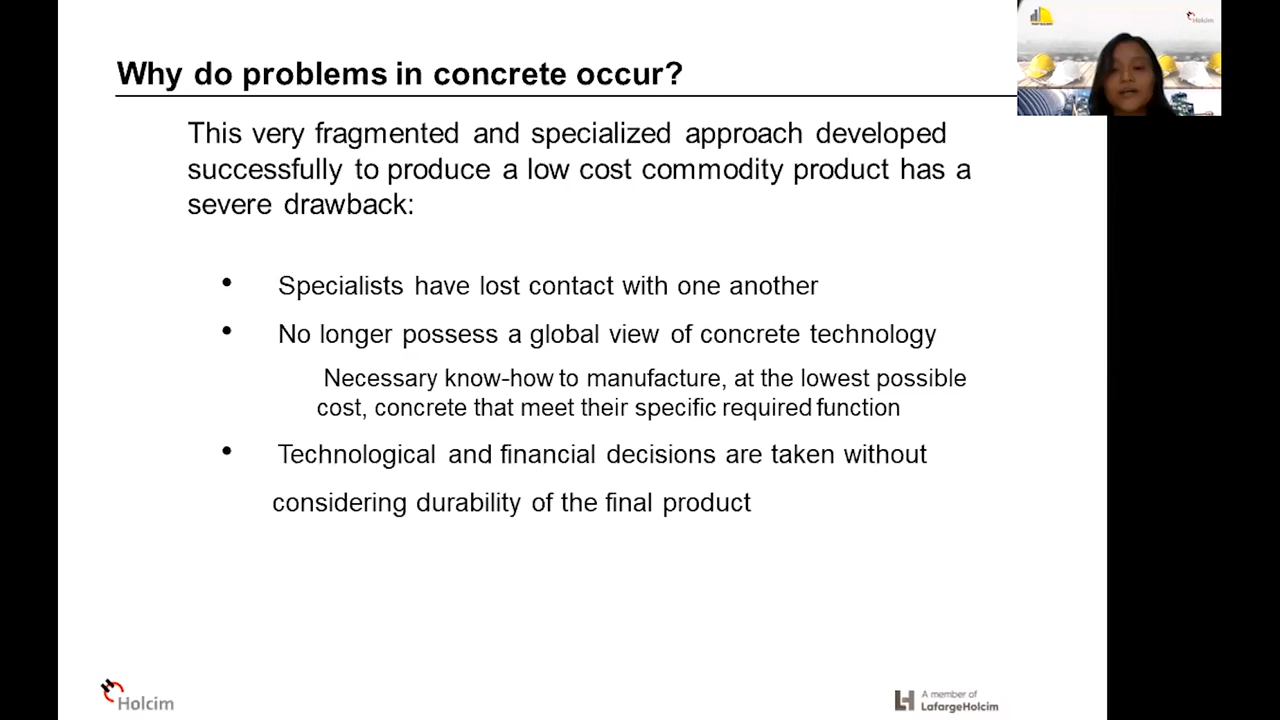 Why do problems in concrete occur?
This very fragmented and specialized approach developed
successfully to produce a low cost commodity product has a
severe drawback:
• Specialists have lost contact with one another
• No longer possess a global view of concrete technology
Necessary know-how to manufacture, at the lowest possible
cost, concrete that meet their specific required function
• Technological and financial decisions are taken without
considering durability of the final product
Holcim
A member of
LafargeHolcim
Holcim